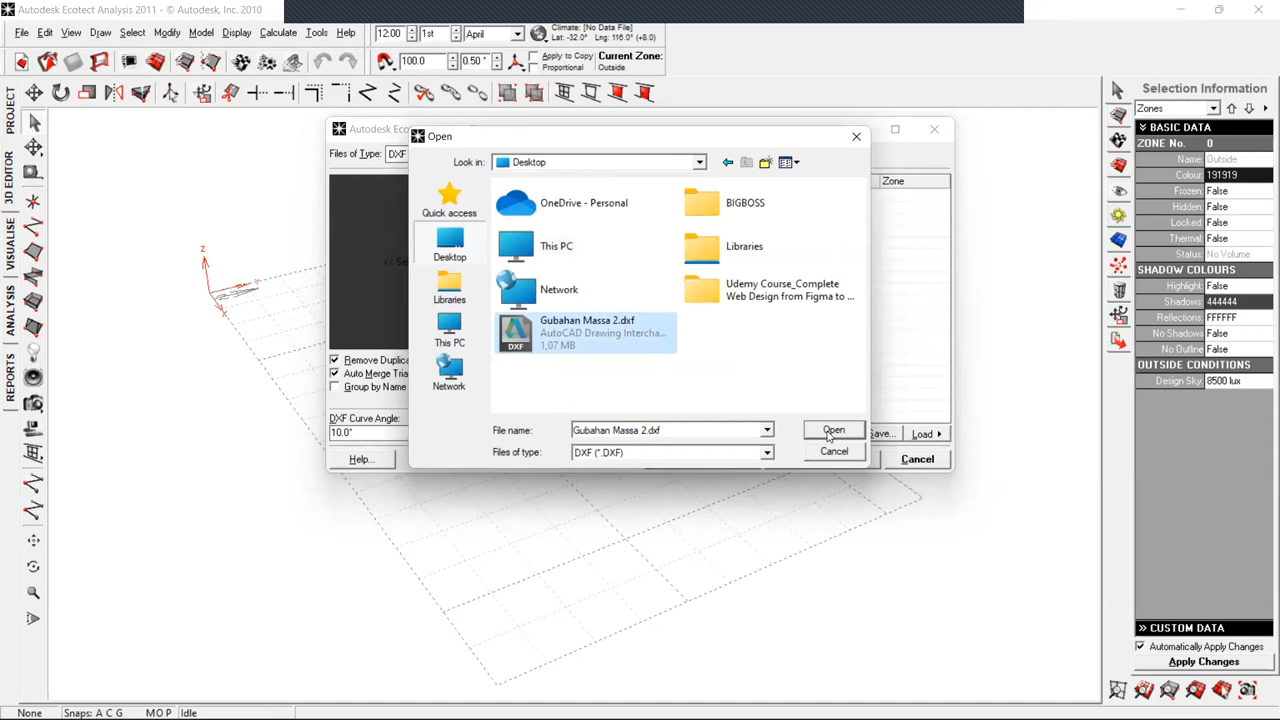 Autodesk Ecotect Analysis 2011 - © Autodesk, Inc. 2010
File Edit View Draw Select Modify Model Display Calculate Tools Help
12:00 1st April
Climate: [No Data File]
Lat: -32.0° Lng: 116.0° (+8.0)
100.0 0.50 °
Apply to Copy
Proportional
Current Zone:
Outside
PROJECT
3D EDITOR
VISUALISE
ANALYSIS
REPORTS
Z
Autodesk Eco
Files of Type: DXF
Zone
<< Se
Remove Duplica
Auto Merge Tria
Group by Name
DXF Curve Angle:
10.0°
Help...
Save...
Load
Cancel
Open
Look in: Desktop
Quick access
Desktop
Libraries
This PC
Network
OneDrive - Personal
This PC
Network
Gubahan Massa 2.dxf
AutoCAD Drawing Intercha...
1,07 MB
DXF
BIGBOSS
Libraries
Udemy Course_Complete
Web Design from Figma to ...
File name: Gubahan Massa 2.dxf
Open
Files of type: DXF (*.DXF)
Cancel
Selection Information
Zones
BASIC DATA
ZONE No. 0
Name: Outside
Colour: 191919
Frozen: False
Hidden: False
Locked: False
Thermal: False
Status: No Volume
SHADOW COLOURS
Highlight: False
Shadows: 444444
Reflections: FFFFFF
No Shadows False
No Outline False
OUTSIDE CONDITIONS
Design Sky: 8500 lux
CUSTOM DATA
Automatically Apply Changes
Apply Changes
None Snaps: A C G M O P Idle